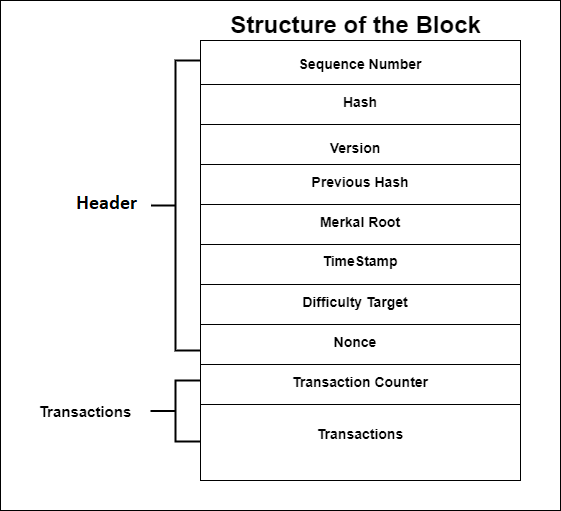 Structure of the Block
Sequence Number
Hash
Version
Previous Hash
Header
Merkal Root
TimeStamp
Difficulty Target
Nonce
Transaction Counter
Transactions
Transactions